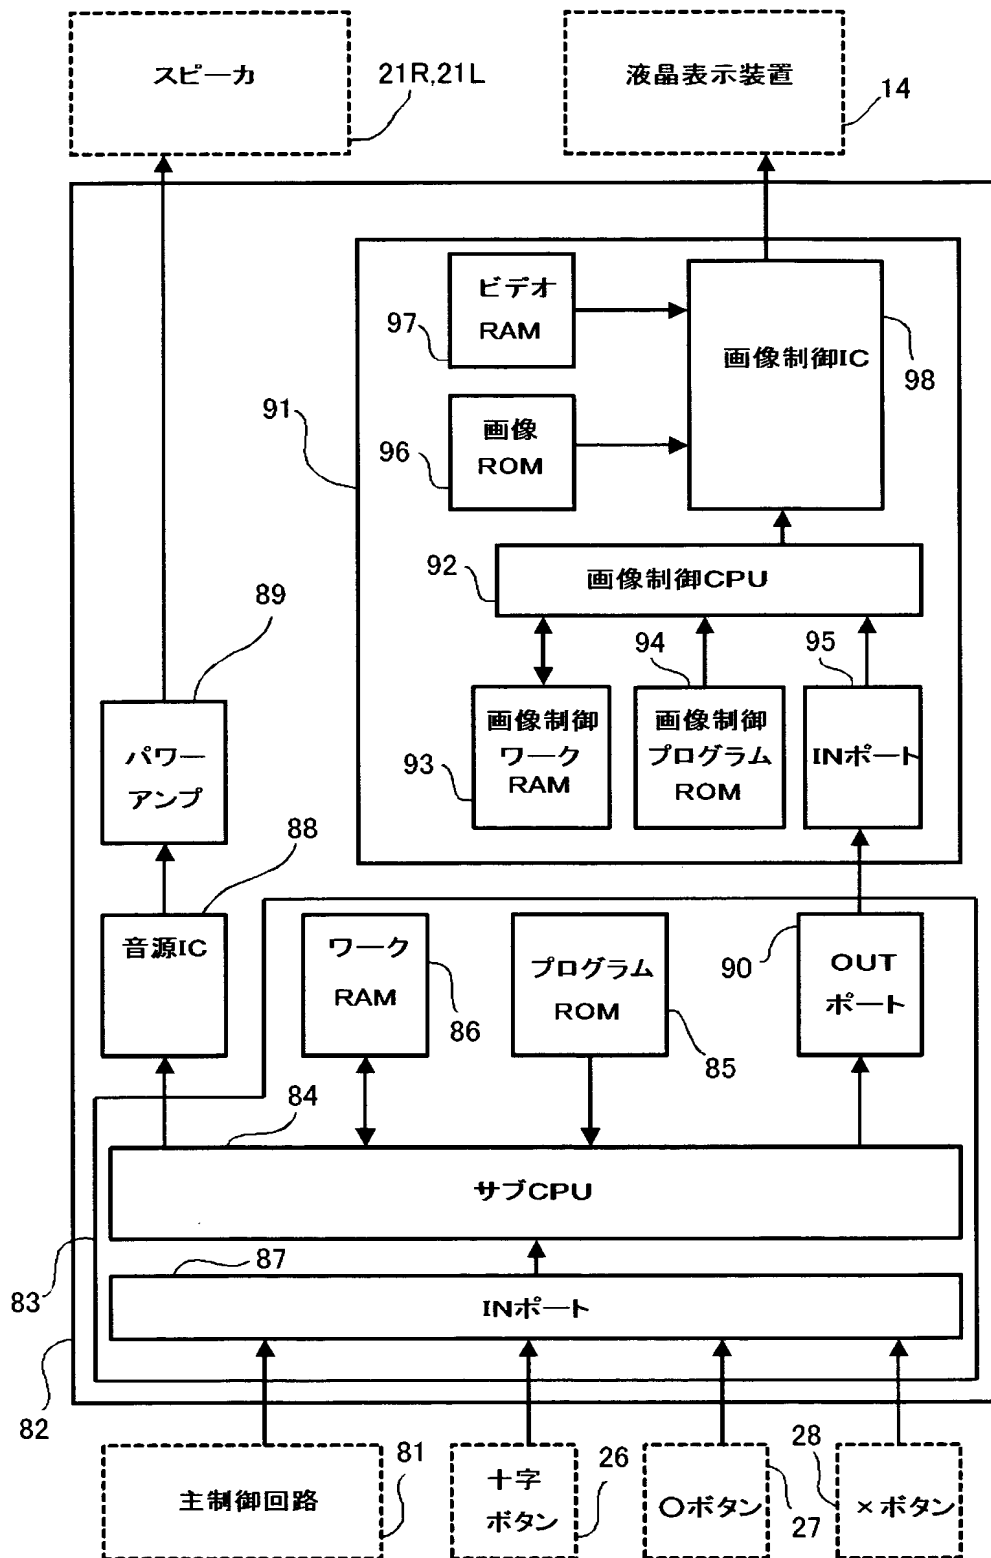 スピーカ
21R,21L
液晶表示装置
14
ビデオ
RAM
97
画像制御IC
98
91
画像
ROM
96
92
画像制御CPU
89
94
95
パワー
アンプ
画像制御
ワーク
RAM
93
画像制御
プログラム
ROM
INポート
88
音源IC
ワーク
RAM
86
プログラム
ROM
85
90
OUT
ポート
84
サブCPU
87
83
INポート
82
主制御回路
81
十字
ボタン
26
〇ボタン
27
28
×ボタン